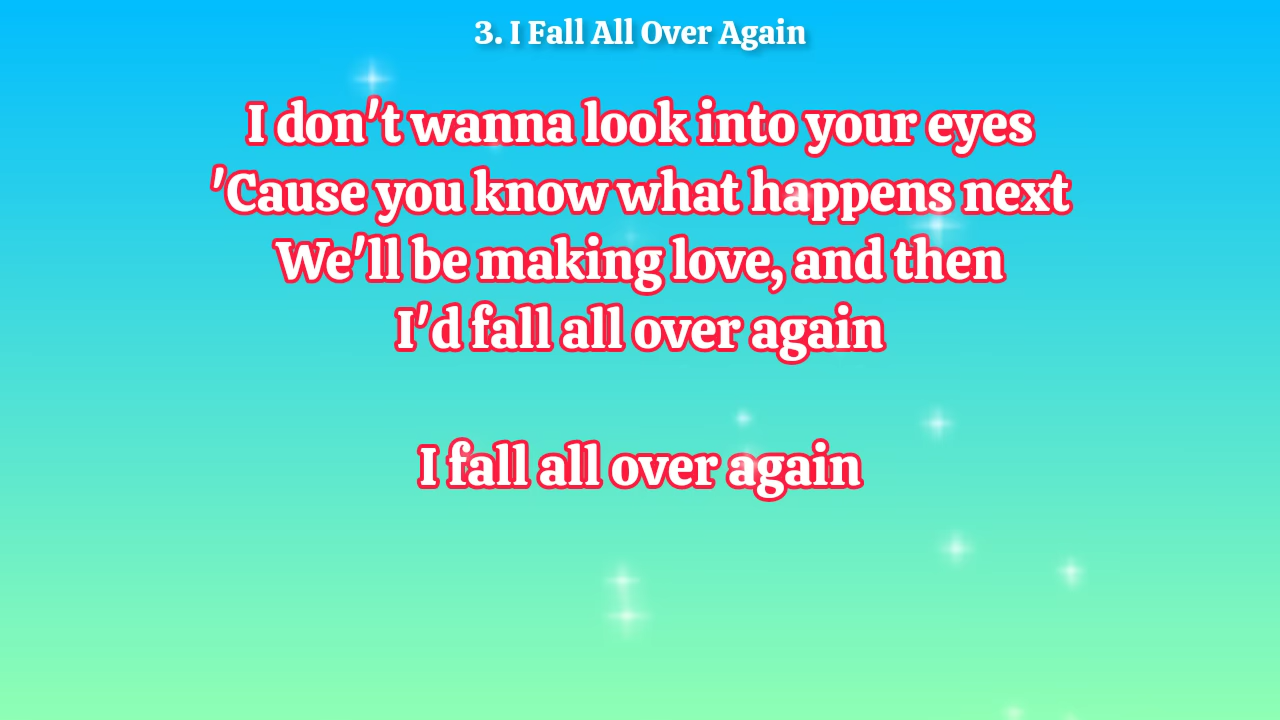 3. I Fall All Over Again
I don't wanna look into your eyes
'Cause you know what happens next
We'll be making love, and then
I'd fall all over again
I fall all over again